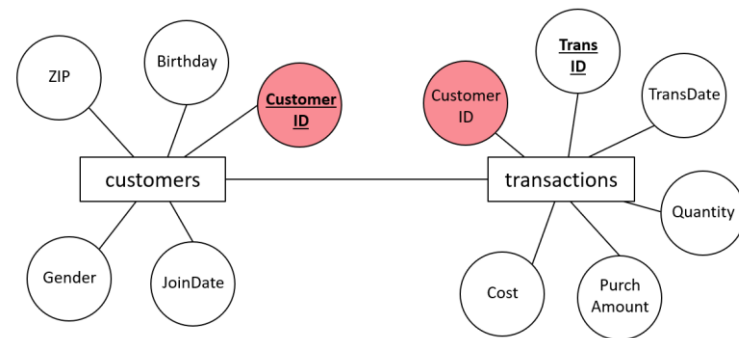 ZIP
Birthday
Customer
ID
customers
Gender
JoinDate
Customer
ID
Trans
ID
TransDate
transactions
Quantity
Cost
Purch
Amount